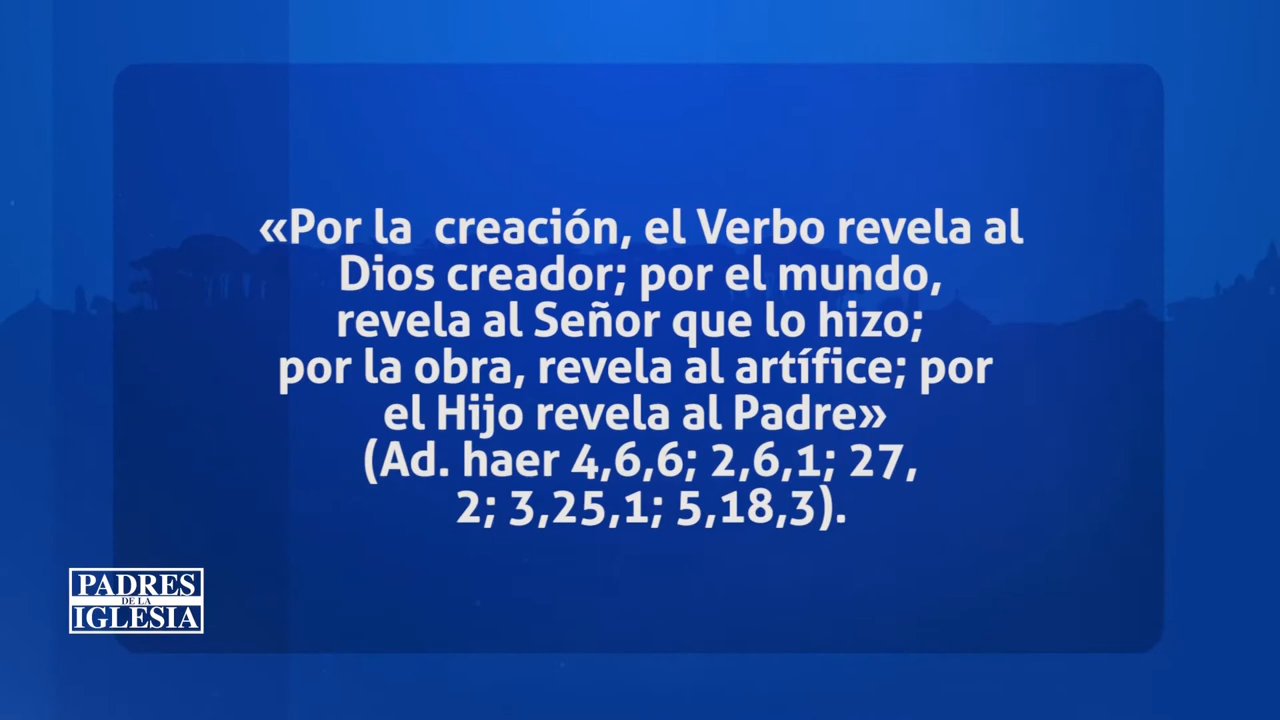 «Por la  creación, el Verbo revela al
Dios creador; por el mundo,
revela al Señor que lo hizo;
por la obra, revela al artífice; por
el Hijo revela al Padre»
(Ad. haer 4,6,6; 2,6,1; 27,
2; 3,25,1; 5,18,3).
PADRES
DE LA
IGLESIA